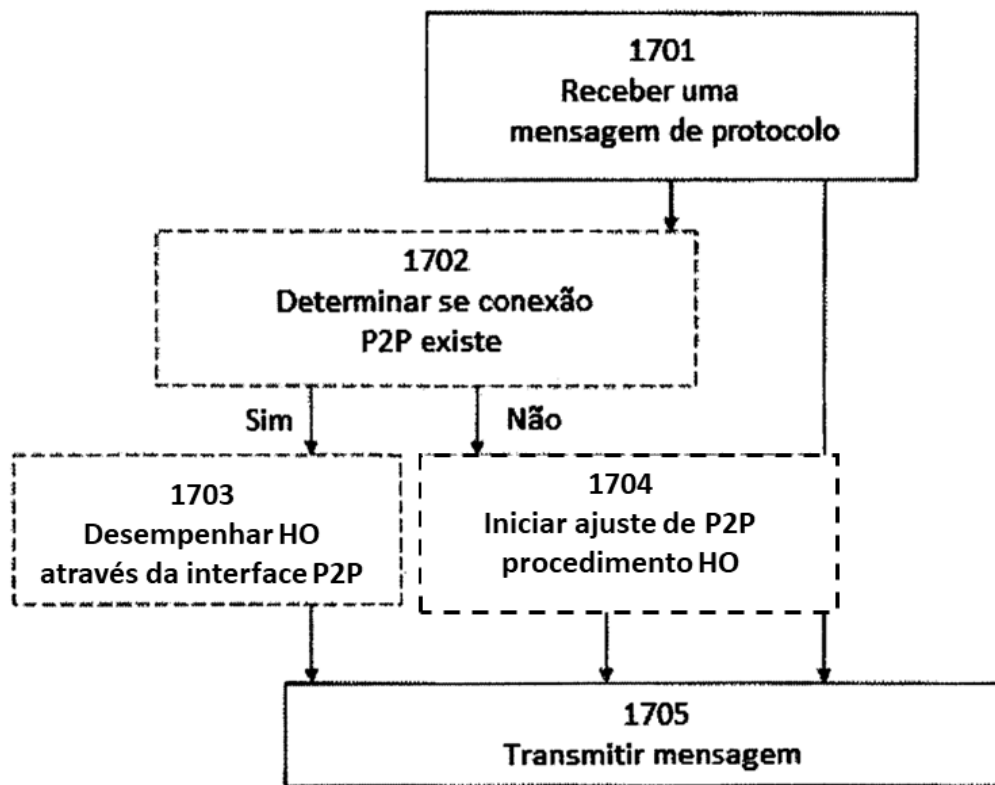 1701
Receber uma
mensagem de protocolo
1702
Determinar se conexão
P2P existe
Sim
Não
1703
Desempenhar HO
através da interface P2P
1704
Iniciar ajuste de P2P
procedimento HO
1705
Transmitir mensagem